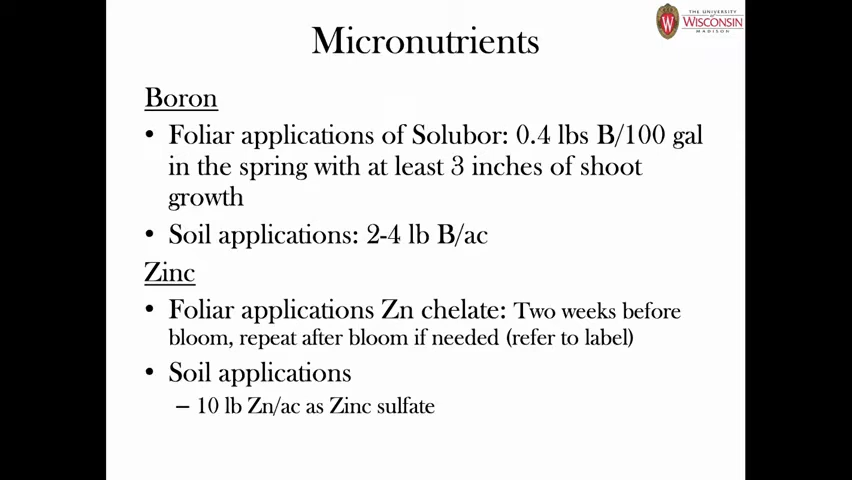 Micronutrients
THE UNIVERSITY
of
WISCONSIN
MADISON
Boron
• Foliar applications of Solubor: 0.4 lbs B/100 gal
in the spring with at least 3 inches of shoot
growth
• Soil applications: 2-4 lb B/ac
Zinc
• Foliar applications Zn chelate: Two weeks before
bloom, repeat after bloom if needed (refer to label)
• Soil applications
– 10 lb Zn/ac as Zinc sulfate